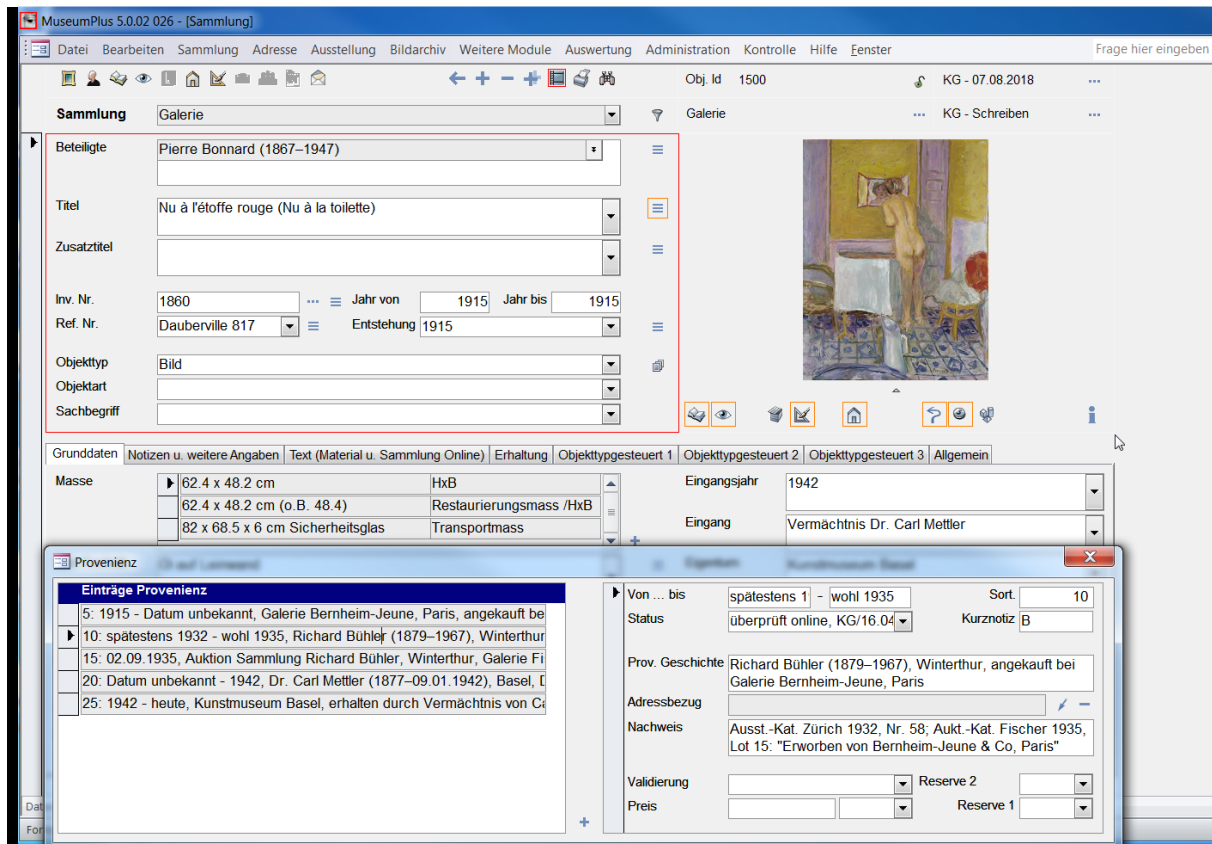 MuseumPlus 5.0.02 026 - [Sammlung]
Datei Bearbeiten Sammlung Adresse Ausstellung Bildarchiv Weitere Module Auswertung Administration Kontrolle Hilfe Fenster Frage hier eingeben
Obj. Id 1500 KG - 07.08.2018 ...
Sammlung Galerie Galerie ... KG - Schreiben ...
Beteiligte Pierre Bonnard (1867–1947)
Titel Nu à l'étoffe rouge (Nu à la toilette)
Zusatztitel
Inv. Nr. 1860 ... Jahr von 1915 Jahr bis 1915
Ref. Nr. Dauberville 817 Entstehung 1915
Objekttyp Bild
Objektart
Sachbegriff
Grunddaten Notizen u. weitere Angaben Text (Material u. Sammlung Online) Erhaltung Objekttypgesteuert 1 Objekttypgesteuert 2 Objekttypgesteuert 3 Allgemein
Masse 62.4 x 48.2 cm HxB Eingangsjahr 1942
62.4 x 48.2 cm (o.B. 48.4) Restaurierungsmass /HxB
82 x 68.5 x 6 cm Sicherheitsglas Transportmass Eingang Vermächtnis Dr. Carl Mettler
Provenienz Öl auf Leinwand Eigentum Kunstmuseum Basel
Einträge Provenienz
5: 1915 - Datum unbekannt, Galerie Bernheim-Jeune, Paris, angekauft be
10: spätestens 1932 - wohl 1935, Richard Bühler (1879–1967), Winterthur
15: 02.09.1935, Auktion Sammlung Richard Bühler, Winterthur, Galerie Fi
20: Datum unbekannt - 1942, Dr. Carl Mettler (1877–09.01.1942), Basel, D
25: 1942 - heute, Kunstmuseum Basel, erhalten durch Vermächtnis von Ca
Von ... bis spätestens 1 - wohl 1935 Sort. 10
Status überprüft online, KG/16.04 Kurznotiz B
Prov. Geschichte Richard Bühler (1879–1967), Winterthur, angekauft bei
Galerie Bernheim-Jeune, Paris
Adressbezug
Nachweis Ausst.-Kat. Zürich 1932, Nr. 58; Aukt.-Kat. Fischer 1935,
Lot 15: "Erworben von Bernheim-Jeune & Co, Paris"
Validierung Reserve 2
Preis Reserve 1
Dat
For